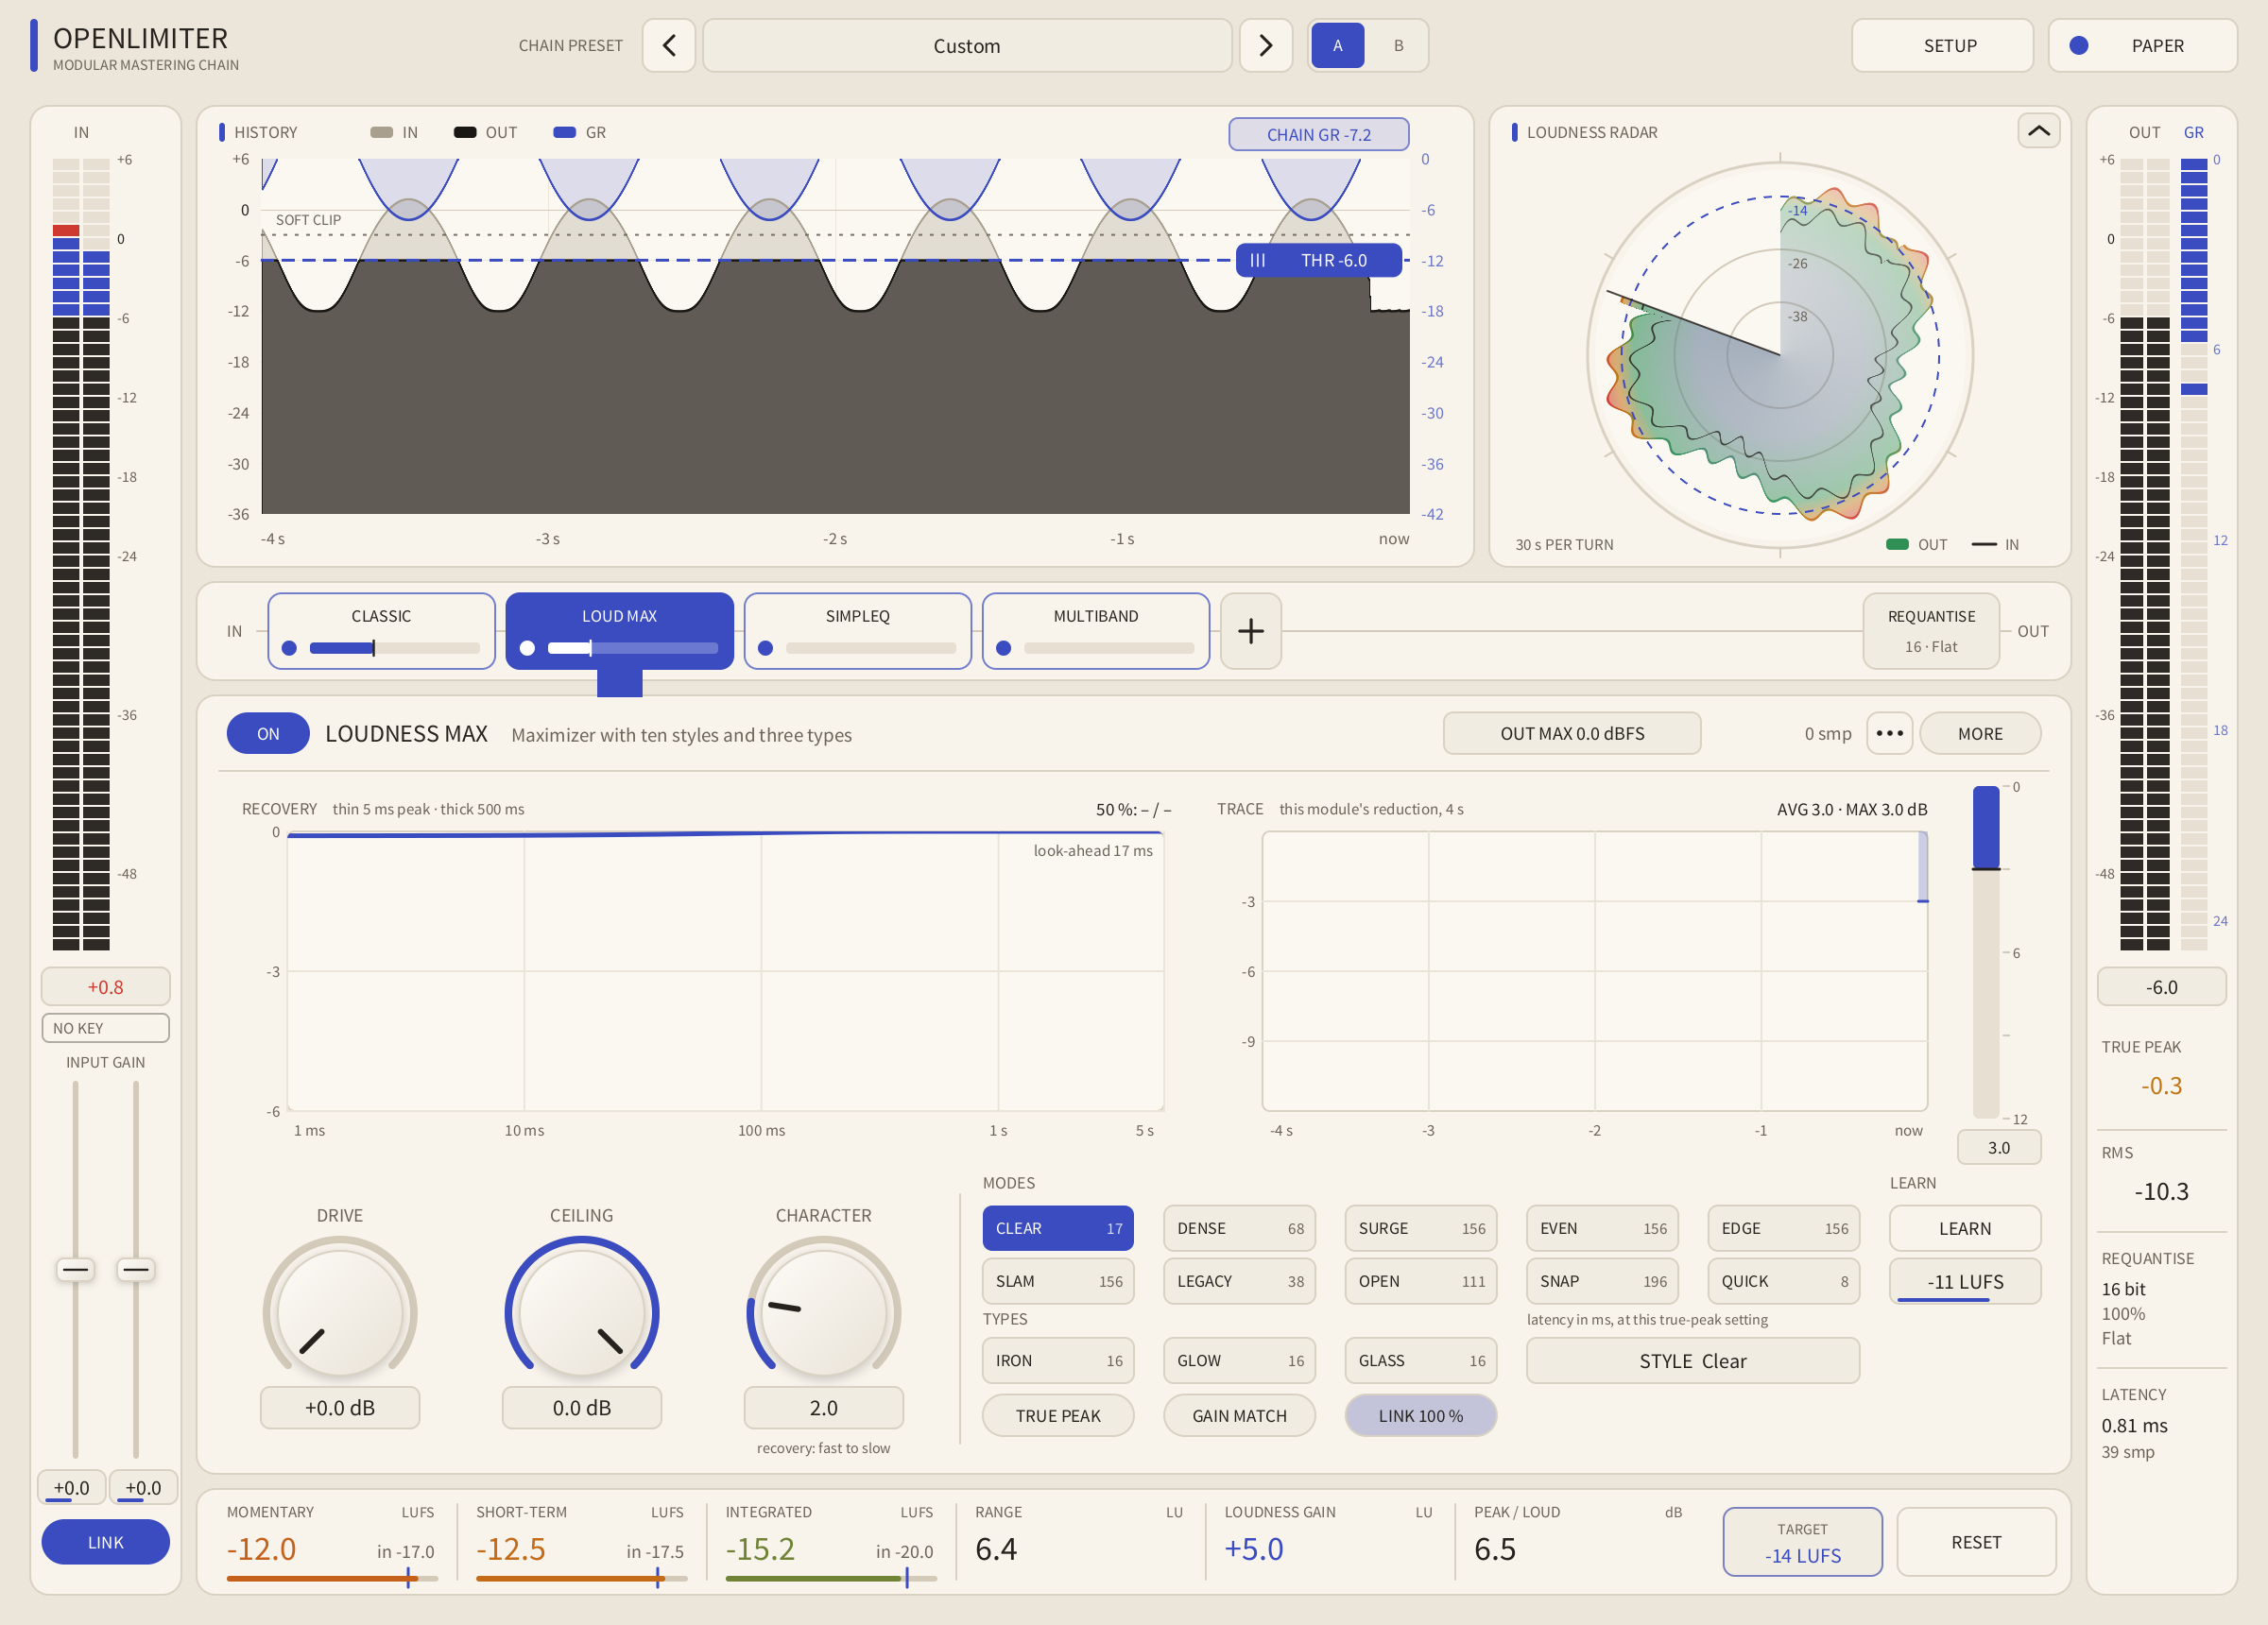 OPENLIMITER
MODULAR MASTERING CHAIN
CHAIN PRESET
Custom
A
B
SETUP
PAPER
IN
+6
0
-6
-12
-18
-24
-36
-48
+0.8
NO KEY
INPUT GAIN
+0.0
+0.0
LINK
HISTORY
IN
OUT
GR
CHAIN GR -7.2
+6
0
-6
-12
-18
-24
-30
-36
SOFT CLIP
THR -6.0
0
-6
-12
-18
-24
-30
-36
-42
-4 s
-3 s
-2 s
-1 s
now
LOUDNESS RADAR
-14
-26
-38
30 s PER TURN
OUT
IN
IN
CLASSIC
LOUD MAX
SIMPLEQ
MULTIBAND
REQUANTISE
16 · Flat
OUT
ON
LOUDNESS MAX
Maximizer with ten styles and three types
OUT MAX 0.0 dBFS
0 smp
MORE
RECOVERY
thin 5 ms peak · thick 500 ms
50 %: – / –
look-ahead 17 ms
0
-3
-6
1 ms
10 ms
100 ms
1 s
5 s
TRACE
this module's reduction, 4 s
AVG 3.0 · MAX 3.0 dB
-3
-6
-9
-4 s
-3
-2
-1
now
0
6
12
3.0
DRIVE
+0.0 dB
CEILING
0.0 dB
CHARACTER
2.0
recovery: fast to slow
MODES
CLEAR 17
DENSE 68
SURGE 156
EVEN 156
EDGE 156
SLAM 156
LEGACY 38
OPEN 111
SNAP 196
QUICK 8
LEARN
LEARN
-11 LUFS
TYPES
latency in ms, at this true-peak setting
IRON 16
GLOW 16
GLASS 16
STYLE Clear
TRUE PEAK
GAIN MATCH
LINK 100 %
MOMENTARY LUFS
-12.0 in -17.0
SHORT-TERM LUFS
-12.5 in -17.5
INTEGRATED LUFS
-15.2 in -20.0
RANGE LU
6.4
LOUDNESS GAIN LU
+5.0
PEAK / LOUD dB
6.5
TARGET
-14 LUFS
RESET
OUT
GR
+6
0
-6
-12
-18
-24
-36
-48
0
6
12
18
24
-6.0
TRUE PEAK
-0.3
RMS
-10.3
REQUANTISE
16 bit
100%
Flat
LATENCY
0.81 ms
39 smp